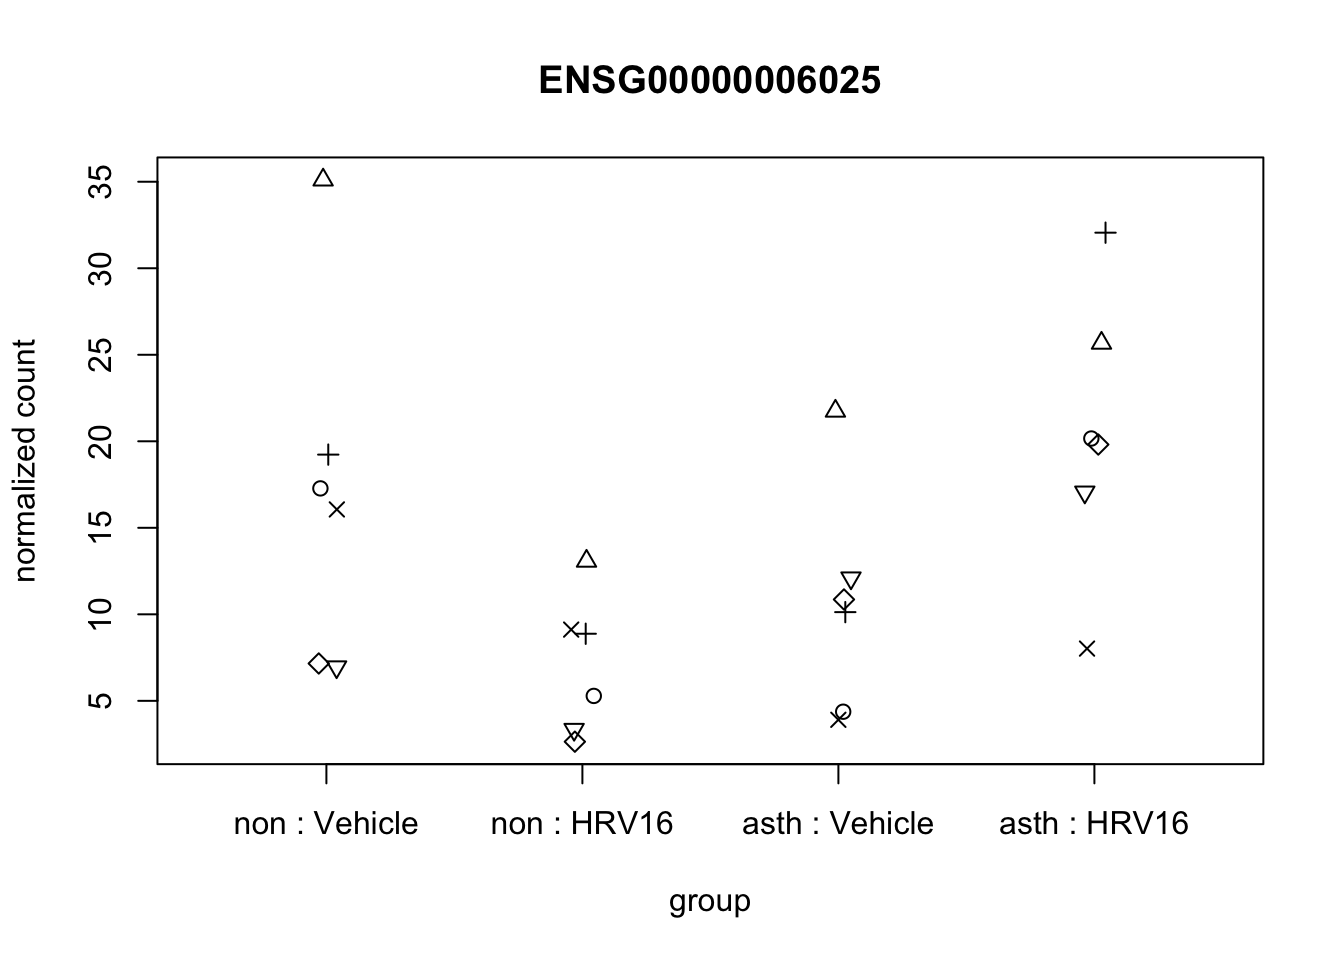 ENSG00000006025
normalized count
35
30
25
20
15
10
5
non : Vehicle non : HRV16 asth : Vehicle asth : HRV16
group